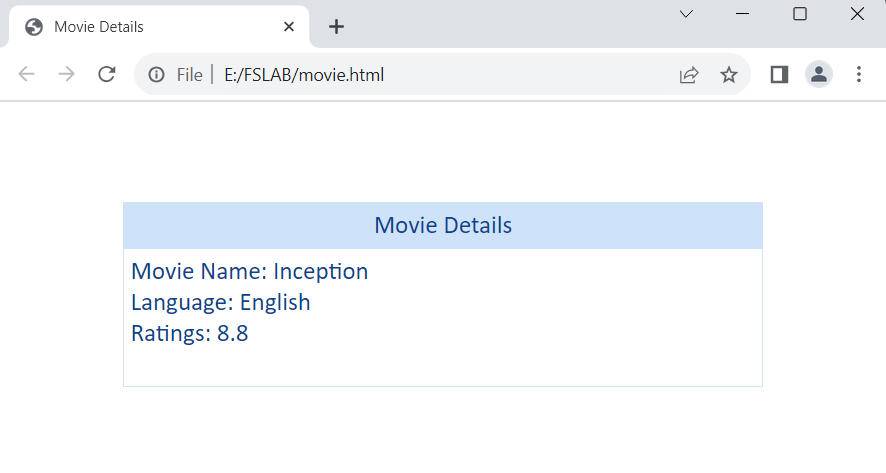 Movie Details
File | E:/FSLAB/movie.html
Movie Details
Movie Name: Inception
Language: English
Ratings: 8.8